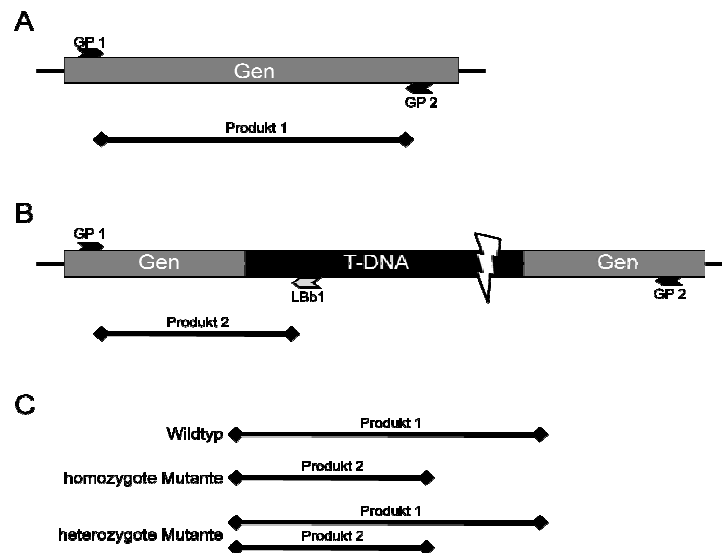 A
GP 1
Gen
GP 2
Produkt 1
B
GP 1
Gen
T-DNA
Gen
LBb1
GP 2
Produkt 2
C
Produkt 1
Wildtyp
Produkt 2
homozygote Mutante
Produkt 1
heterozygote Mutante
Produkt 2